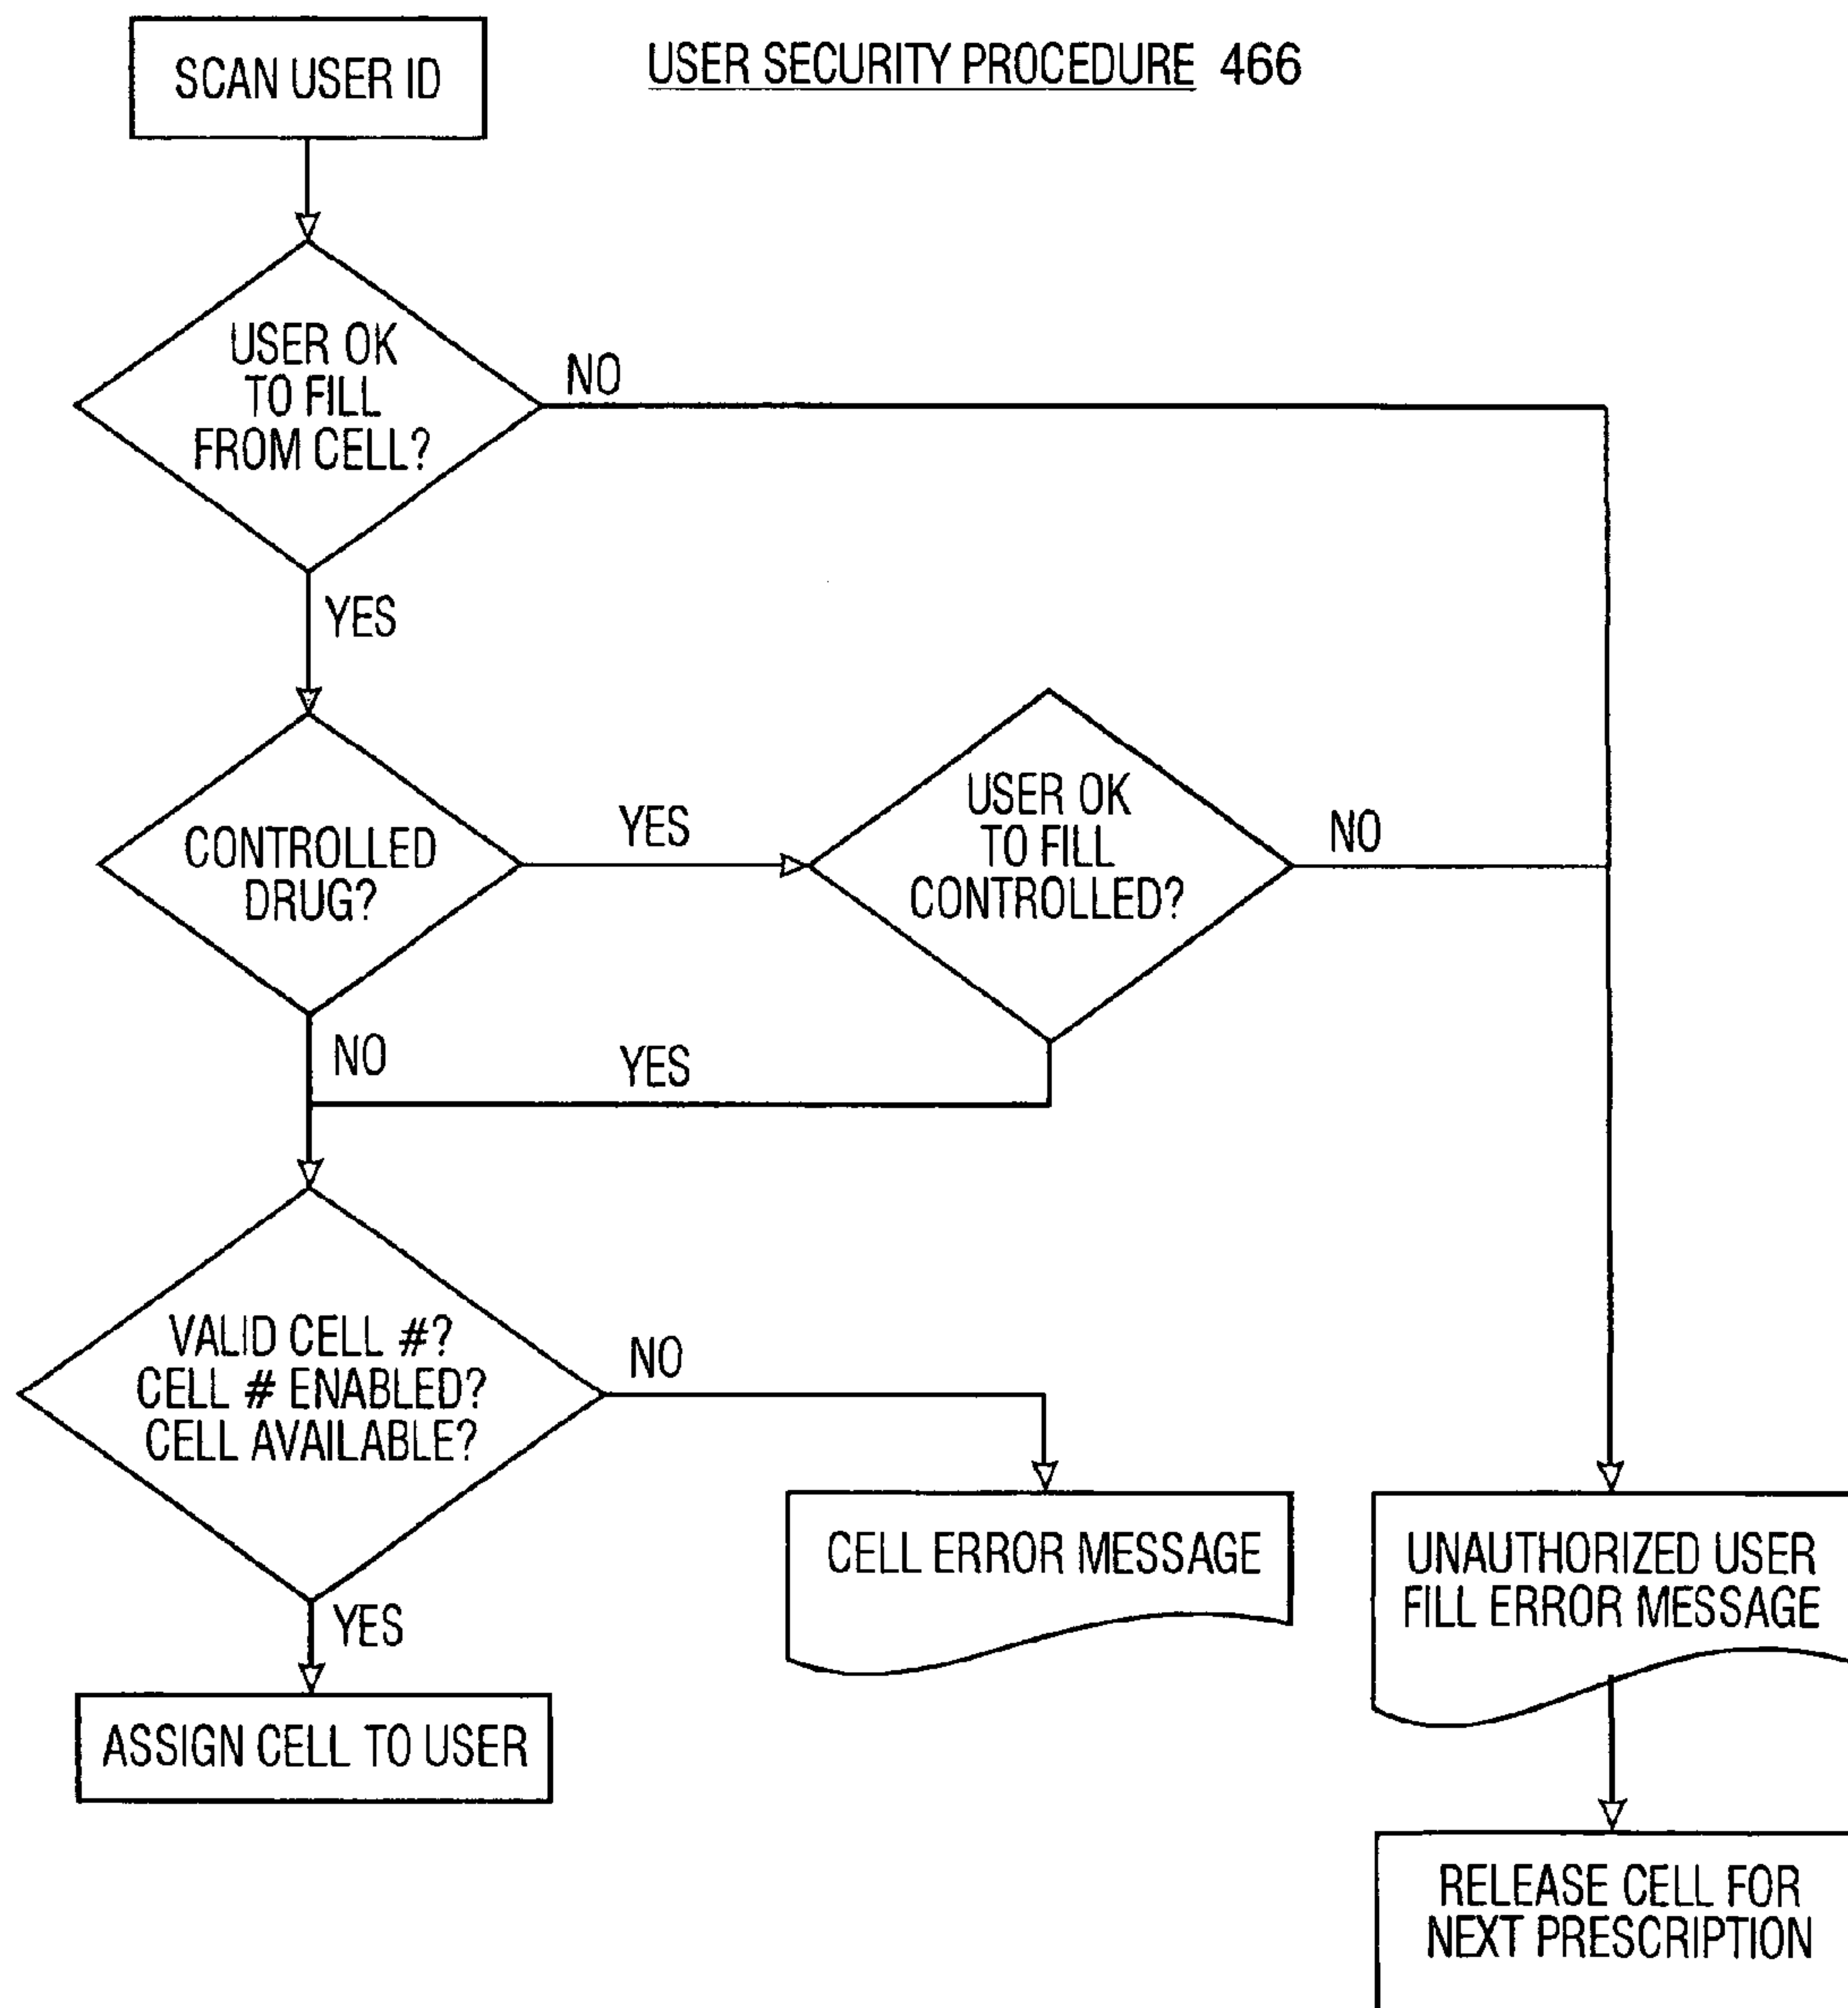 SCAN USER ID
USER SECURITY PROCEDURE 466
USER OK
TO FILL
FROM CELL?
NO
YES
CONTROLLED
DRUG?
YES
USER OK
TO FILL
CONTROLLED?
NO
NO
YES
VALID CELL #?
CELL # ENABLED?
CELL AVAILABLE?
NO
CELL ERROR MESSAGE
UNAUTHORIZED USER
FILL ERROR MESSAGE
YES
ASSIGN CELL TO USER
RELEASE CELL FOR
NEXT PRESCRIPTION